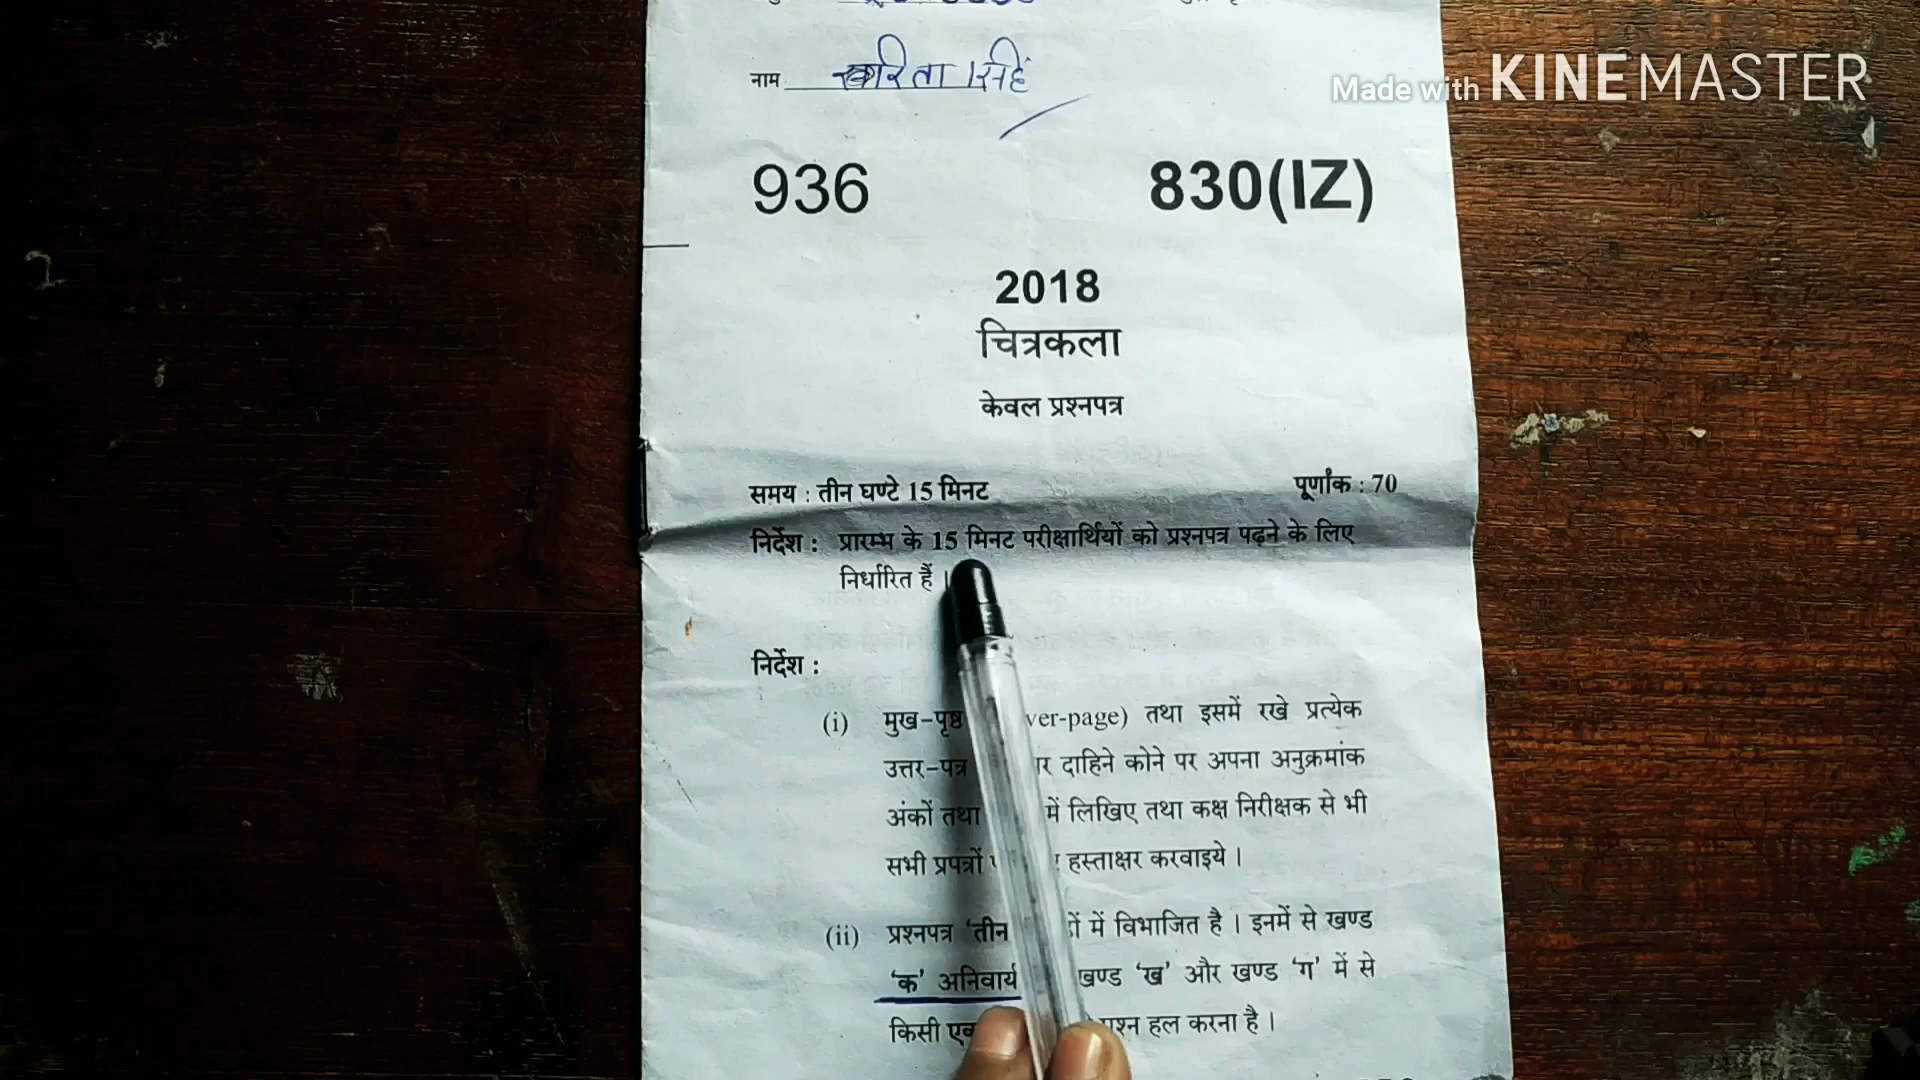 Made with KINEMASTER
नाम सरिता सिंह
936 830(IZ)
2018
चित्रकला
केवल प्रश्नपत्र
समय : तीन घण्टे 15 मिनट पूर्णांक : 70
निर्देश : प्रारम्भ के 15 मिनट परीक्षार्थियों को प्रश्नपत्र पढ़ने के लिए
निर्धारित हैं ।
निर्देश :
(i) मुख-पृष्ठ ver-page) तथा इसमें रखे प्रत्येक
उत्तर-पत्र दाहिने कोने पर अपना अनुक्रमांक
अंकों तथा में लिखिए तथा कक्ष निरीक्षक से भी
सभी प्रपत्रों हस्ताक्षर करवाइये ।
(ii) प्रश्नपत्र 'तीन में विभाजित है । इनमें से खण्ड
'क' अनिवार्य खण्ड 'ख' और खण्ड 'ग' में से
किसी हल करना है ।